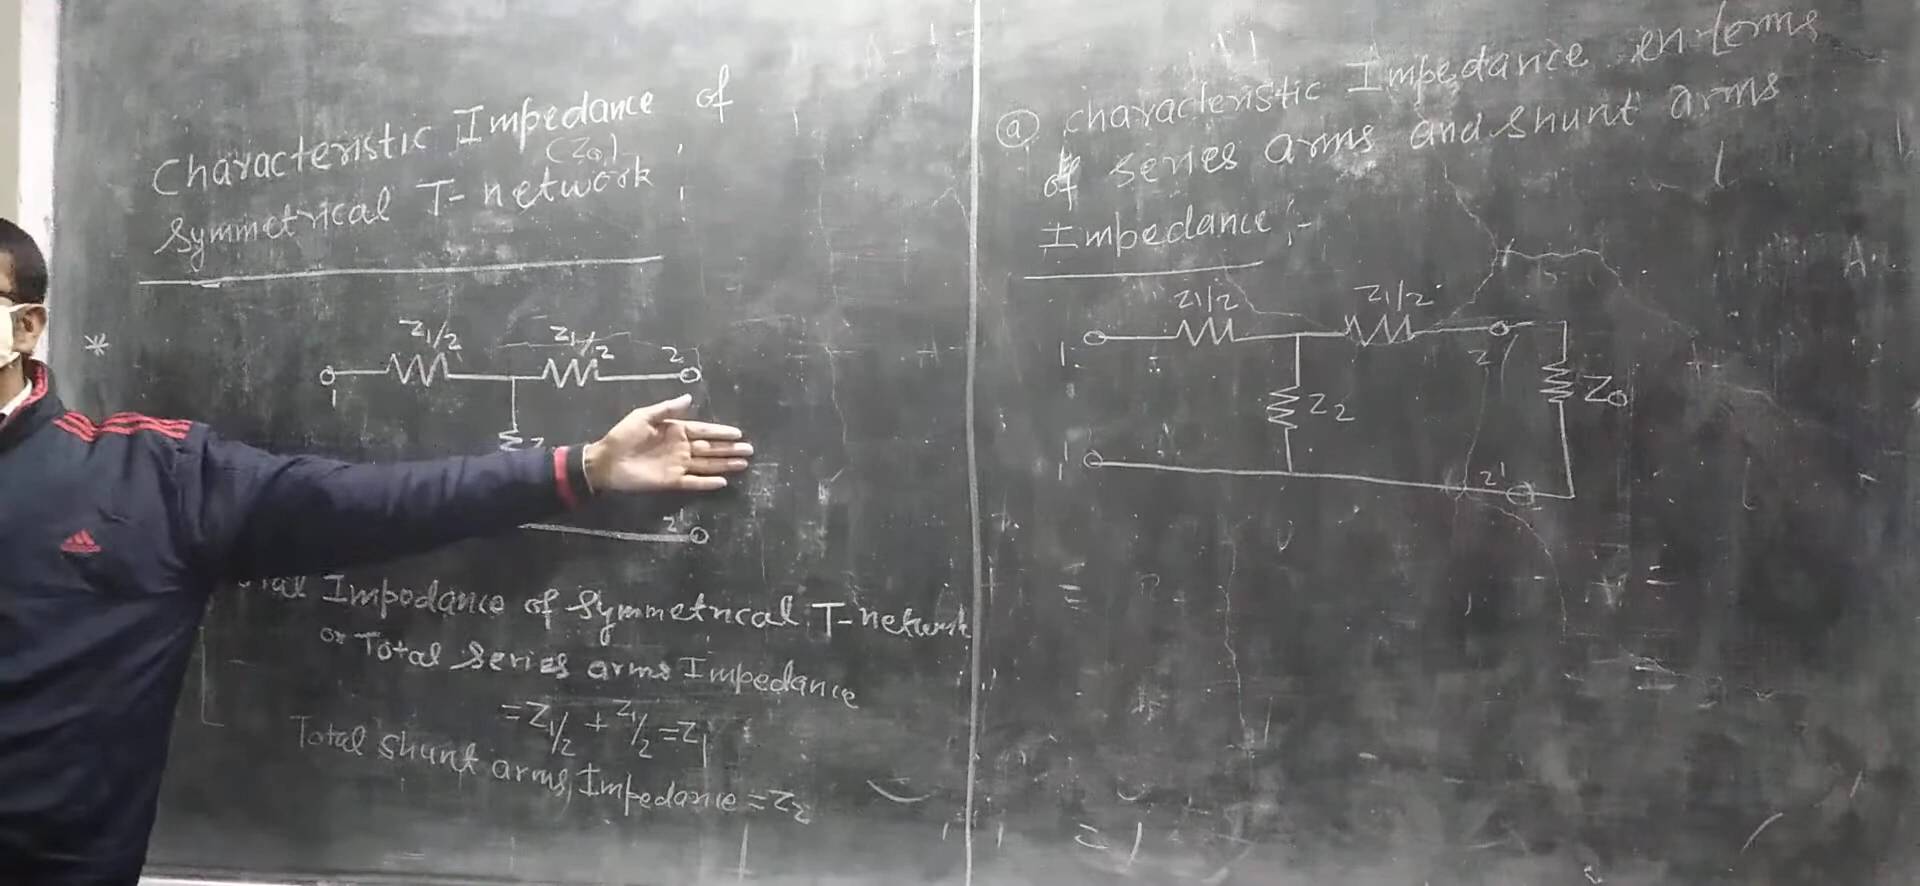 Characteristic Impedance of
(Z0)
Symmetrical T-network
*
Z1/2
Z1/2
2
1
2'
Impedance of Symmetrical T-network
or Total Series arms Impedance
=Z1/2 + Z1/2 = Z1
Total Shunt arms Impedance = Z2
(a) characteristic Impedance in terms
of series arms and shunt arms
Impedance :-
Z1/2
Z1/2
1
2
Z0
Z2
1'
2'